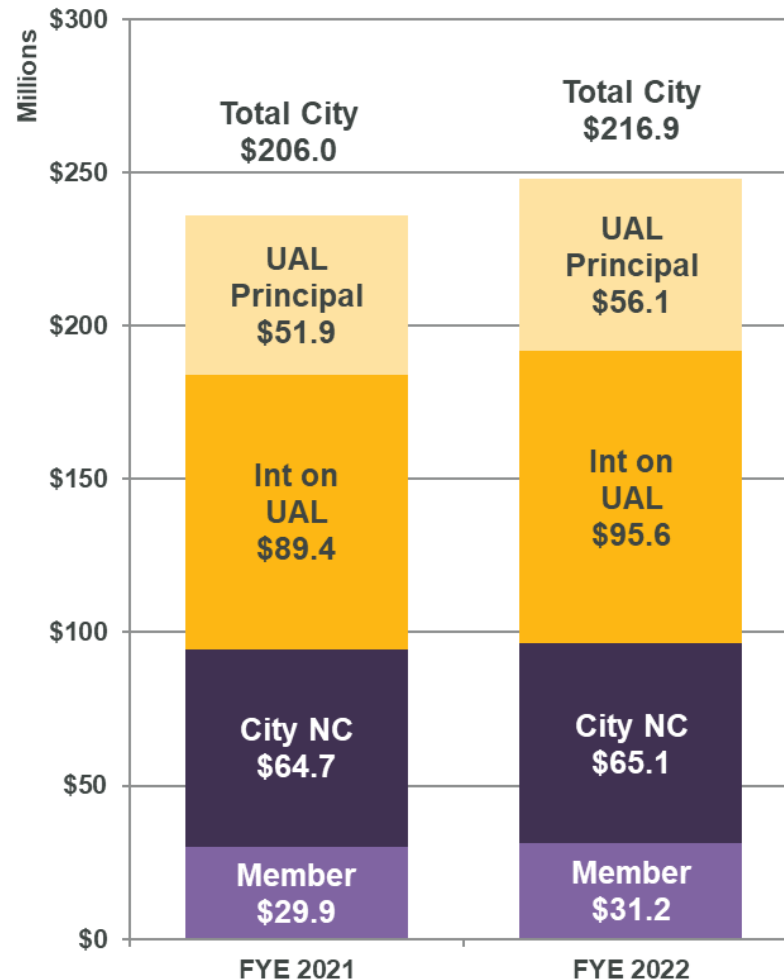 Millions
$300
$250
$200
$150
$100
$50
$0
Total City
$206.0
UAL
Principal
$51.9
Int on
UAL
$89.4
City NC
$64.7
Member
$29.9
FYE 2021
Total City
$216.9
UAL
Principal
$56.1
Int on
UAL
$95.6
City NC
$65.1
Member
$31.2
FYE 2022